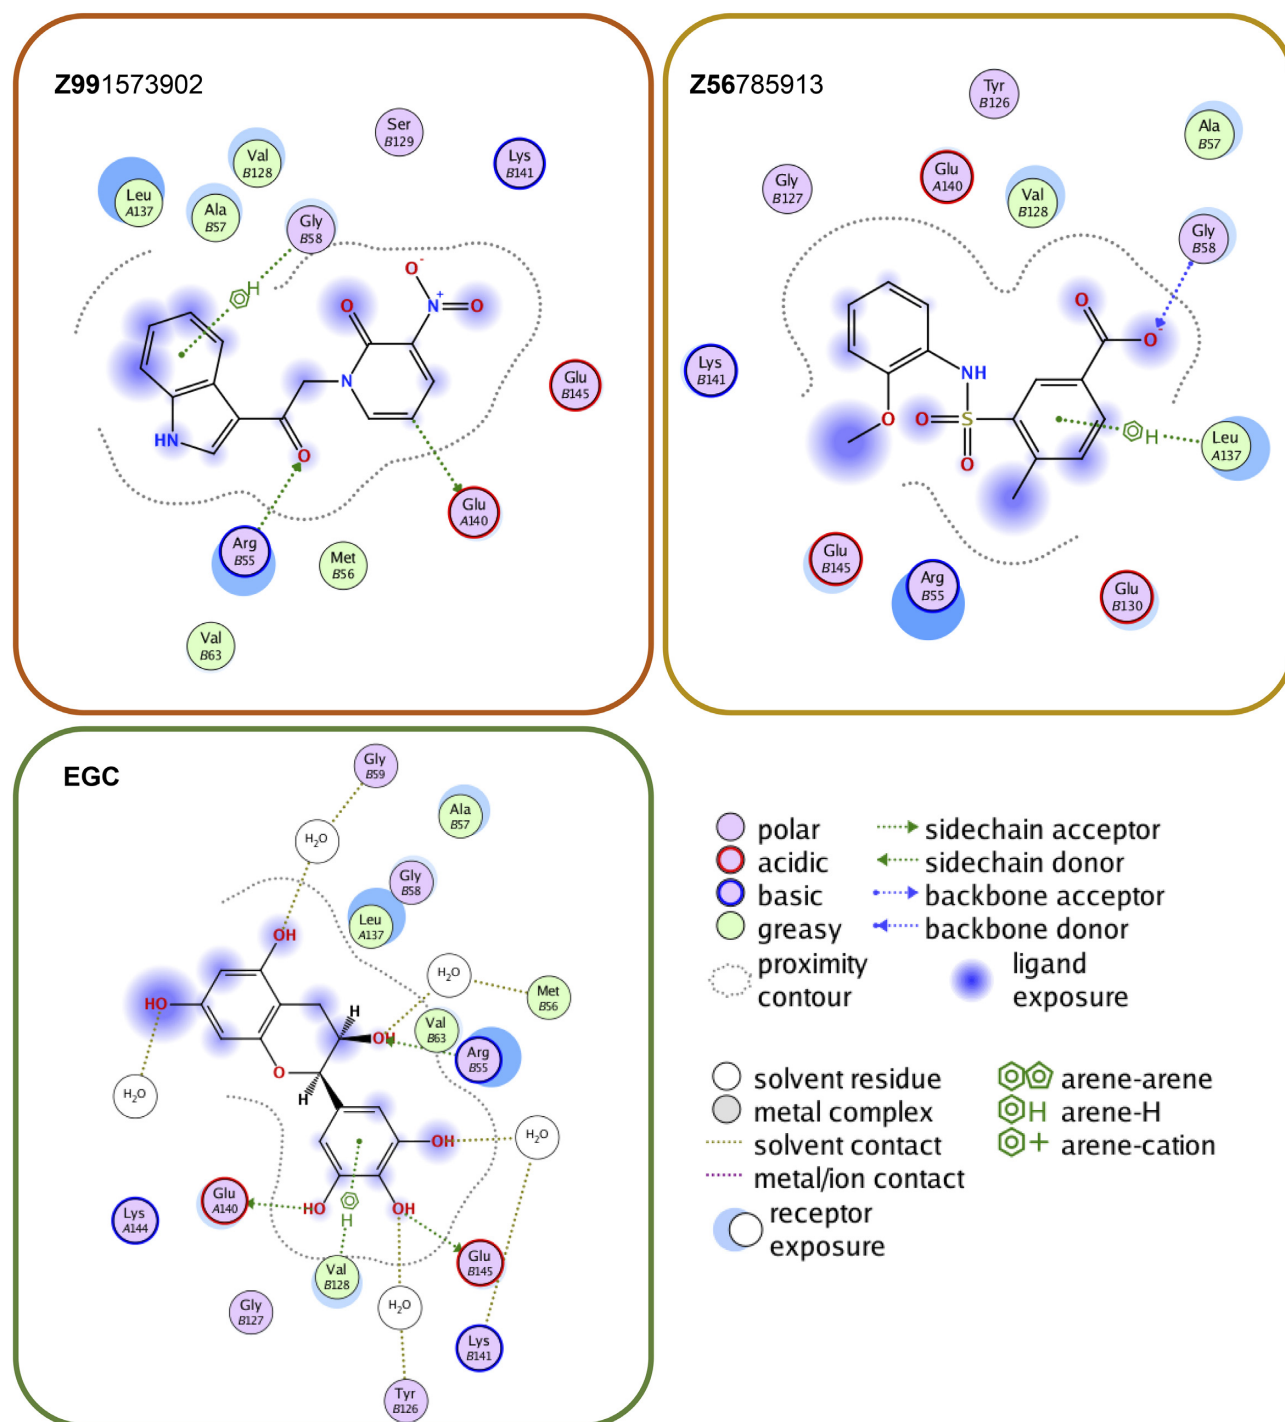 Z991573902
Ser
B129
Lys
B141
Val
B128
Leu
A137
Ala
B57
Gly
B58
H
O-
N+
O
O
N
Glu
B145
HN
O
Glu
A140
Arg
B55
Met
B56
Val
B63
Z56785913
Tyr
B126
Ala
B57
Glu
A140
Gly
B127
Val
B128
Gly
B58
O
O-
Lys
B141
NH
O
O
S
H
Leu
A137
O
Glu
B145
Arg
B55
Glu
B130
EGC
Gly
B59
H2O
Ala
B57
Gly
B58
Leu
A137
OH
H2O
Met
B56
HO
H
OH
Val
B63
Arg
B55
O
H
H2O
OH
H2O
Glu
A140
HO
OH
Lys
A144
H
Val
B128
Glu
B145
Gly
B127
H2O
Lys
B141
Tyr
B126
polar
sidechain acceptor
acidic
sidechain donor
basic
backbone acceptor
greasy
backbone donor
proximity
contour
ligand
exposure
solvent residue
arene-arene
metal complex
H arene-H
solvent contact
+ arene-cation
metal/ion contact
receptor
exposure